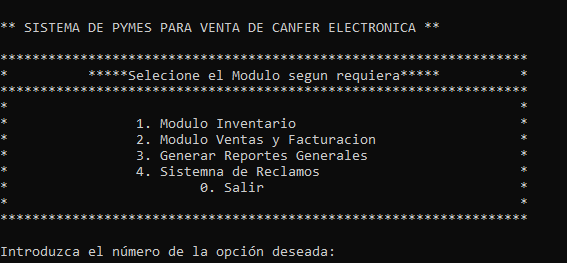 ** SISTEMA DE PYMES PARA VENTA DE CANFER ELECTRONICA **
******************************************************************
*          *****Selecione el Modulo segun requiera*****          *
******************************************************************
*                                                                *
*                1. Modulo Inventario                            *
*                2. Modulo Ventas y Facturacion                  *
*                3. Generar Reportes Generales                   *
*                4. Sistemna de Reclamos                         *
*                        0. Salir                                *
*                                                                *
******************************************************************
Introduzca el número de la opción deseada: